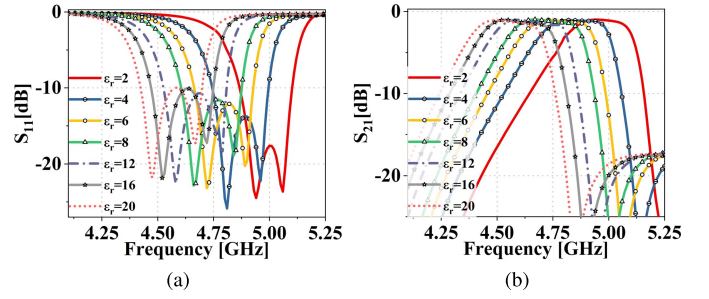 0
-10
-20
S11[dB]
εr=2
εr=4
εr=6
εr=8
εr=12
εr=16
εr=20
4.25 4.50 4.75 5.00 5.25
Frequency [GHz]
(a)
0
-10
-20
S21[dB]
εr=2
εr=4
εr=6
εr=8
εr=12
εr=16
εr=20
4.25 4.50 4.75 5.00 5.25
Frequency [GHz]
(b)